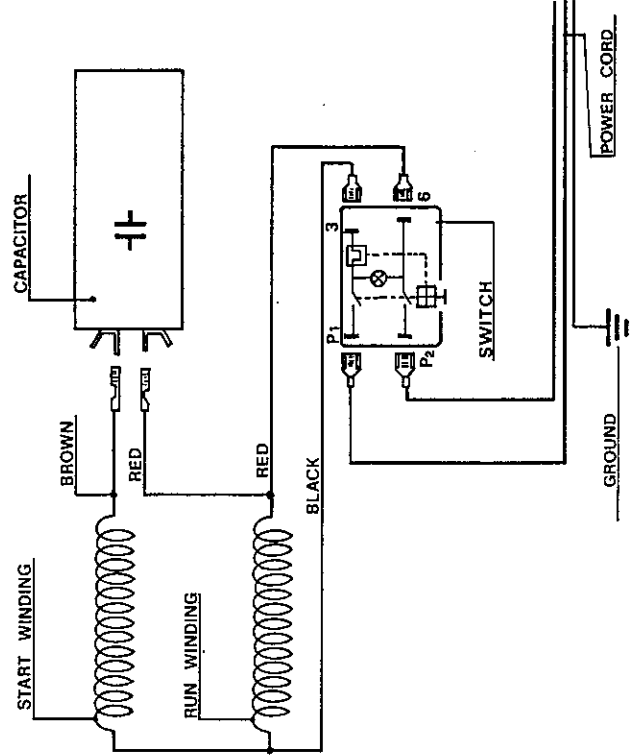 CAPACITOR
BROWN
RED
START WINDING
RED
RUN WINDING
BLACK
3
6
P1
P2
SWITCH
POWER CORD
GROUND